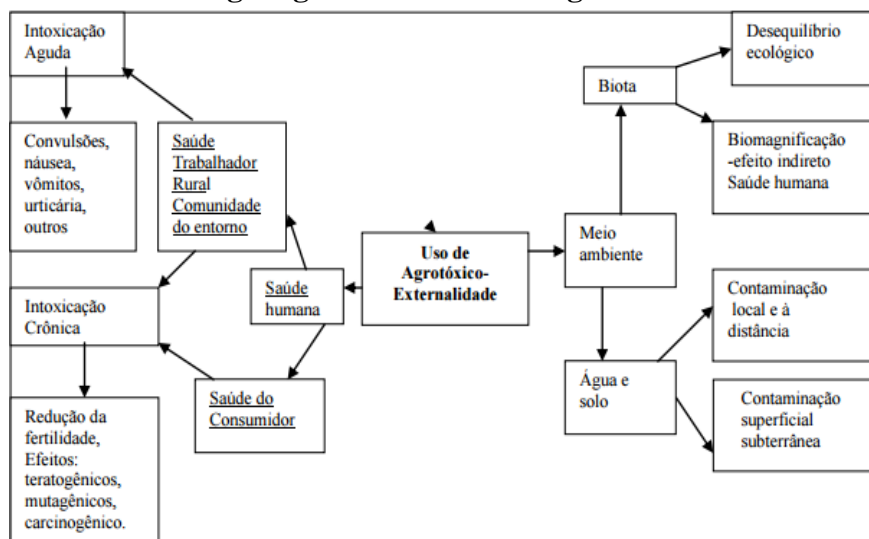 Intoxicação
Aguda
Convulsões,
náusea,
vômitos,
urticária,
outros
Saúde
Trabalhador
Rural
Comunidade
do entorno
Intoxicação
Crônica
Redução da
fertilidade,
Efeitos:
teratogênicos,
mutagênicos,
carcinogênico.
Saúde
humana
Saúde do
Consumidor
Uso de
Agrotóxico-
Externalidade
Meio
ambiente
Biota
Desequilíbrio
ecológico
Biomagnificação
-efeito indireto
Saúde humana
Água e
solo
Contaminação
local e à
distância
Contaminação
superficial
subterrânea